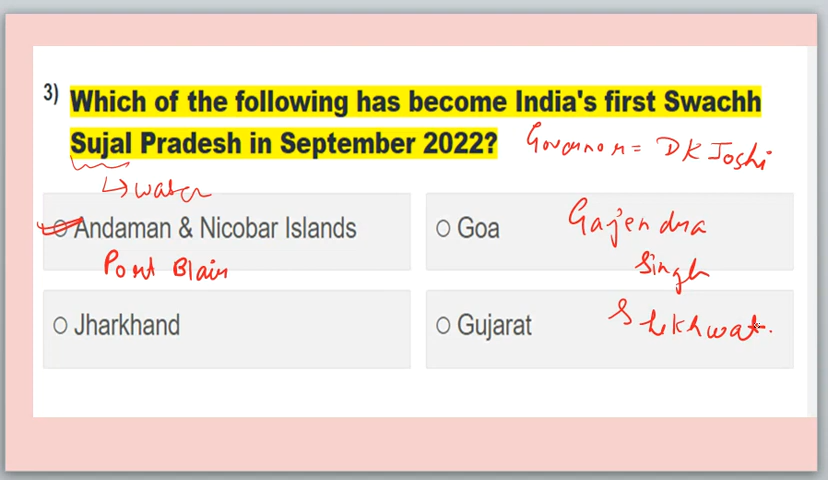 3) Which of the following has become India's first Swachh
Sujal Pradesh in September 2022?
Governor = DK Joshi
↳ water
Andaman & Nicobar Islands
Port Blair
Goa
Gajendra
Singh
Shekhwat.
Jharkhand
Gujarat